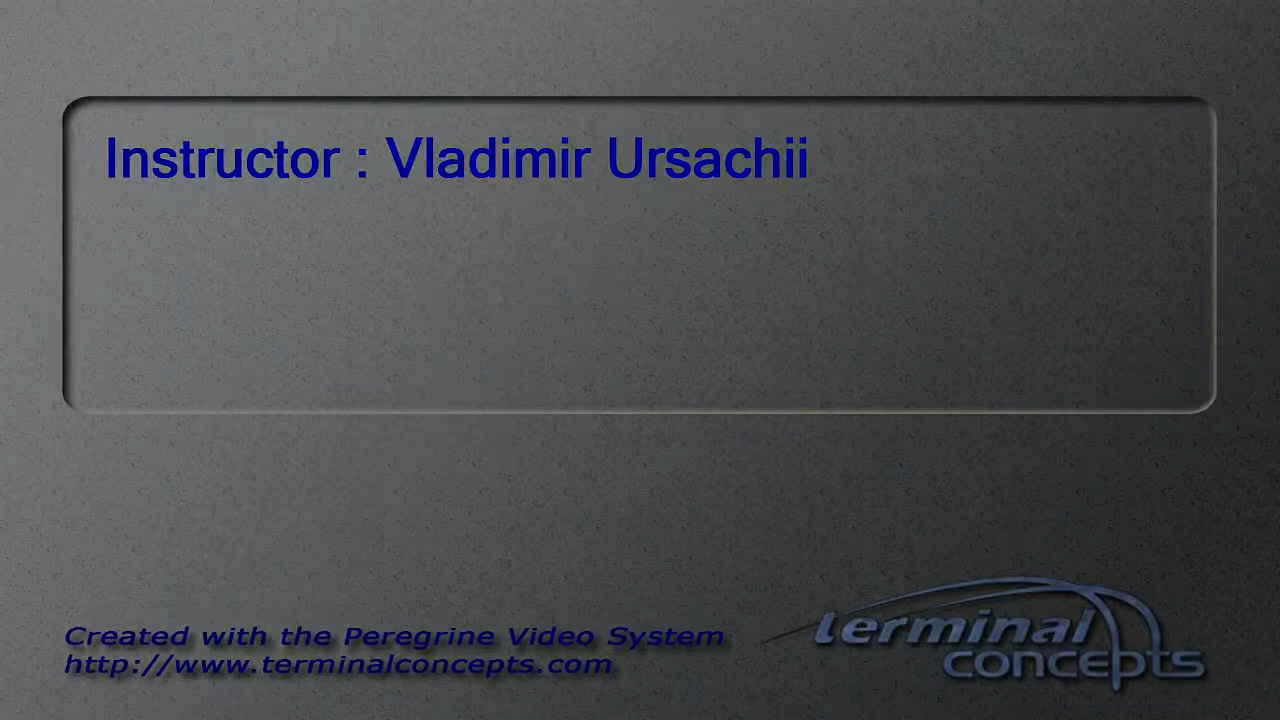 Instructor : Vladimir Ursachii
Created with the Peregrine Video System
http://www.terminalconcepts.com
terminal
concepts